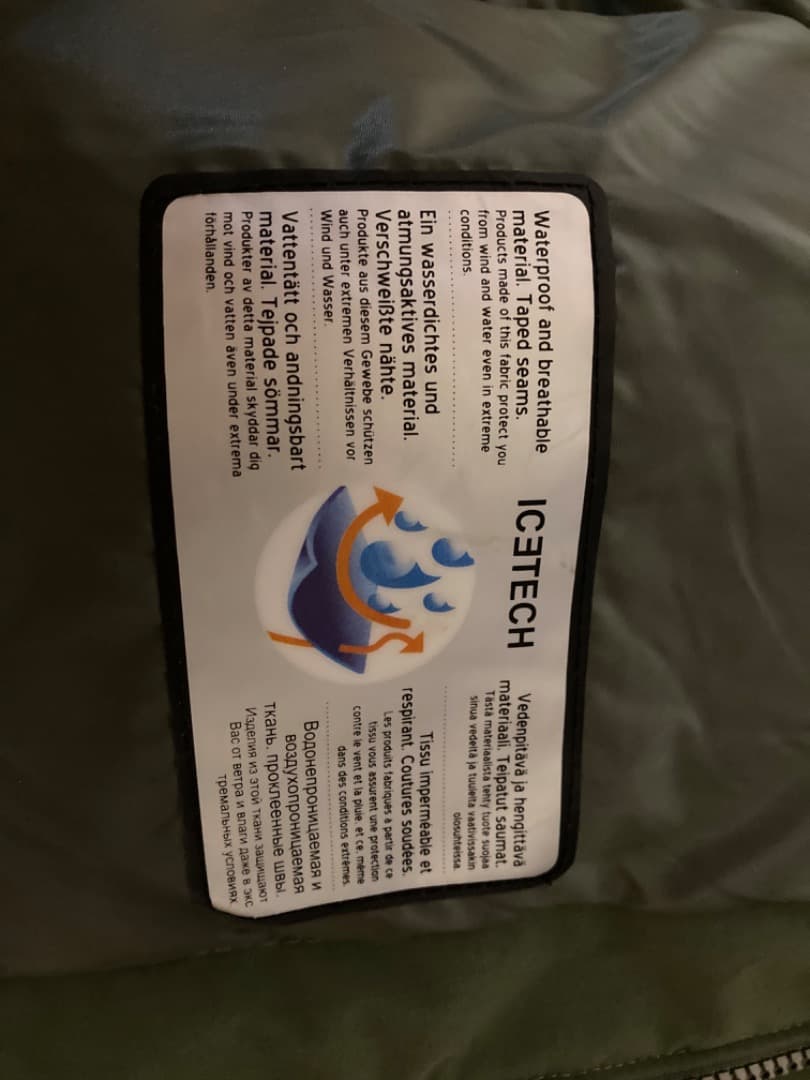 Waterproof and breathable
material. Taped seams.
Products made of this fabric protect you
from wind and water even in extreme
conditions.
Ein wasserdichtes und
atmungsaktives material.
Verschweißte nähte.
Produkte aus diesem Gewebe schützen
auch unter extremen Verhältnissen vor
Wind und Wasser.
Vattentätt och andningsbart
material. Tejpade sömmar.
Produkter av detta material skyddar dig
mot vind och vatten även under extrema
förhållanden.
ICETECH
Vedenpitävä ja hengittävä
materiaali. Teipatut saumat.
Tästä materiaalista tehty tuote suojaa
sinua vedeltä ja tuulelta vaativissakin
olosuhteissa.
Tissu imperméable et
respirant. Coutures soudées.
Les produits fabriqués à partir de ce
tissu vous assurent une protection
contre le vent et la pluie, et ce, même
dans des conditions extrêmes.
Водонепроницаемая и
воздухопроницаемая
ткань. проклеенные швы.
Изделия из этой ткани защищают
Вас от ветра и влаги даже в экс
тремальных условиях.